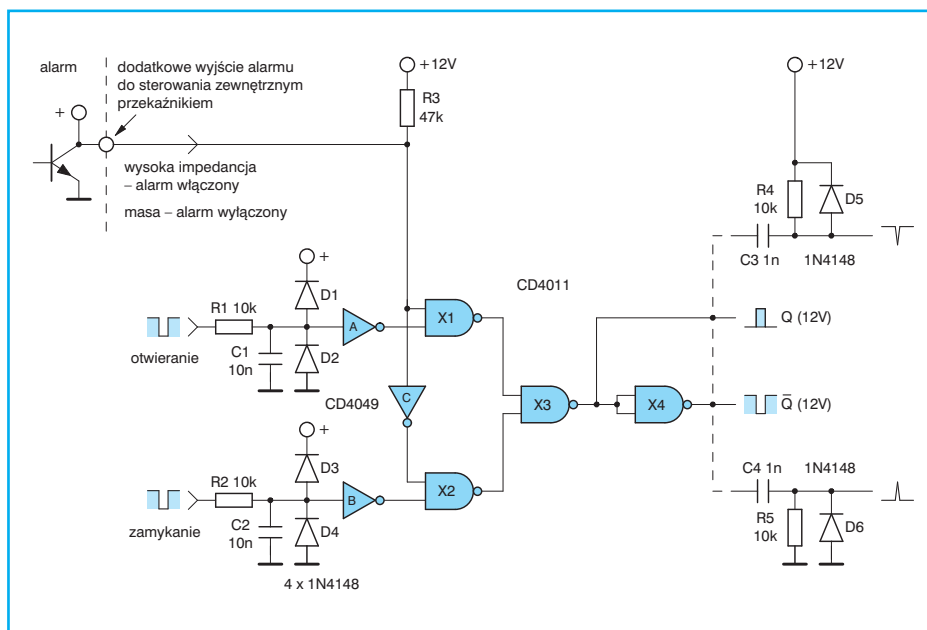 alarm
+
dodatkowe wyjście alarmu
do sterowania zewnętrznym
przekaźnikiem
wysoka impedancja
– alarm włączony
masa – alarm wyłączony
+12V
R3
47k
+12V
R4
10k
D5
C3 1n
1N4148
CD4011
R1 10k
otwieranie
C1
10n
+
D1
D2
A
X1
CD4049
C
X3
X4
Q (12V)
Q̄ (12V)
R2 10k
zamykanie
C2
10n
+
D3
D4
B
X2
4 x 1N4148
C4 1n
1N4148
R5
10k
D6